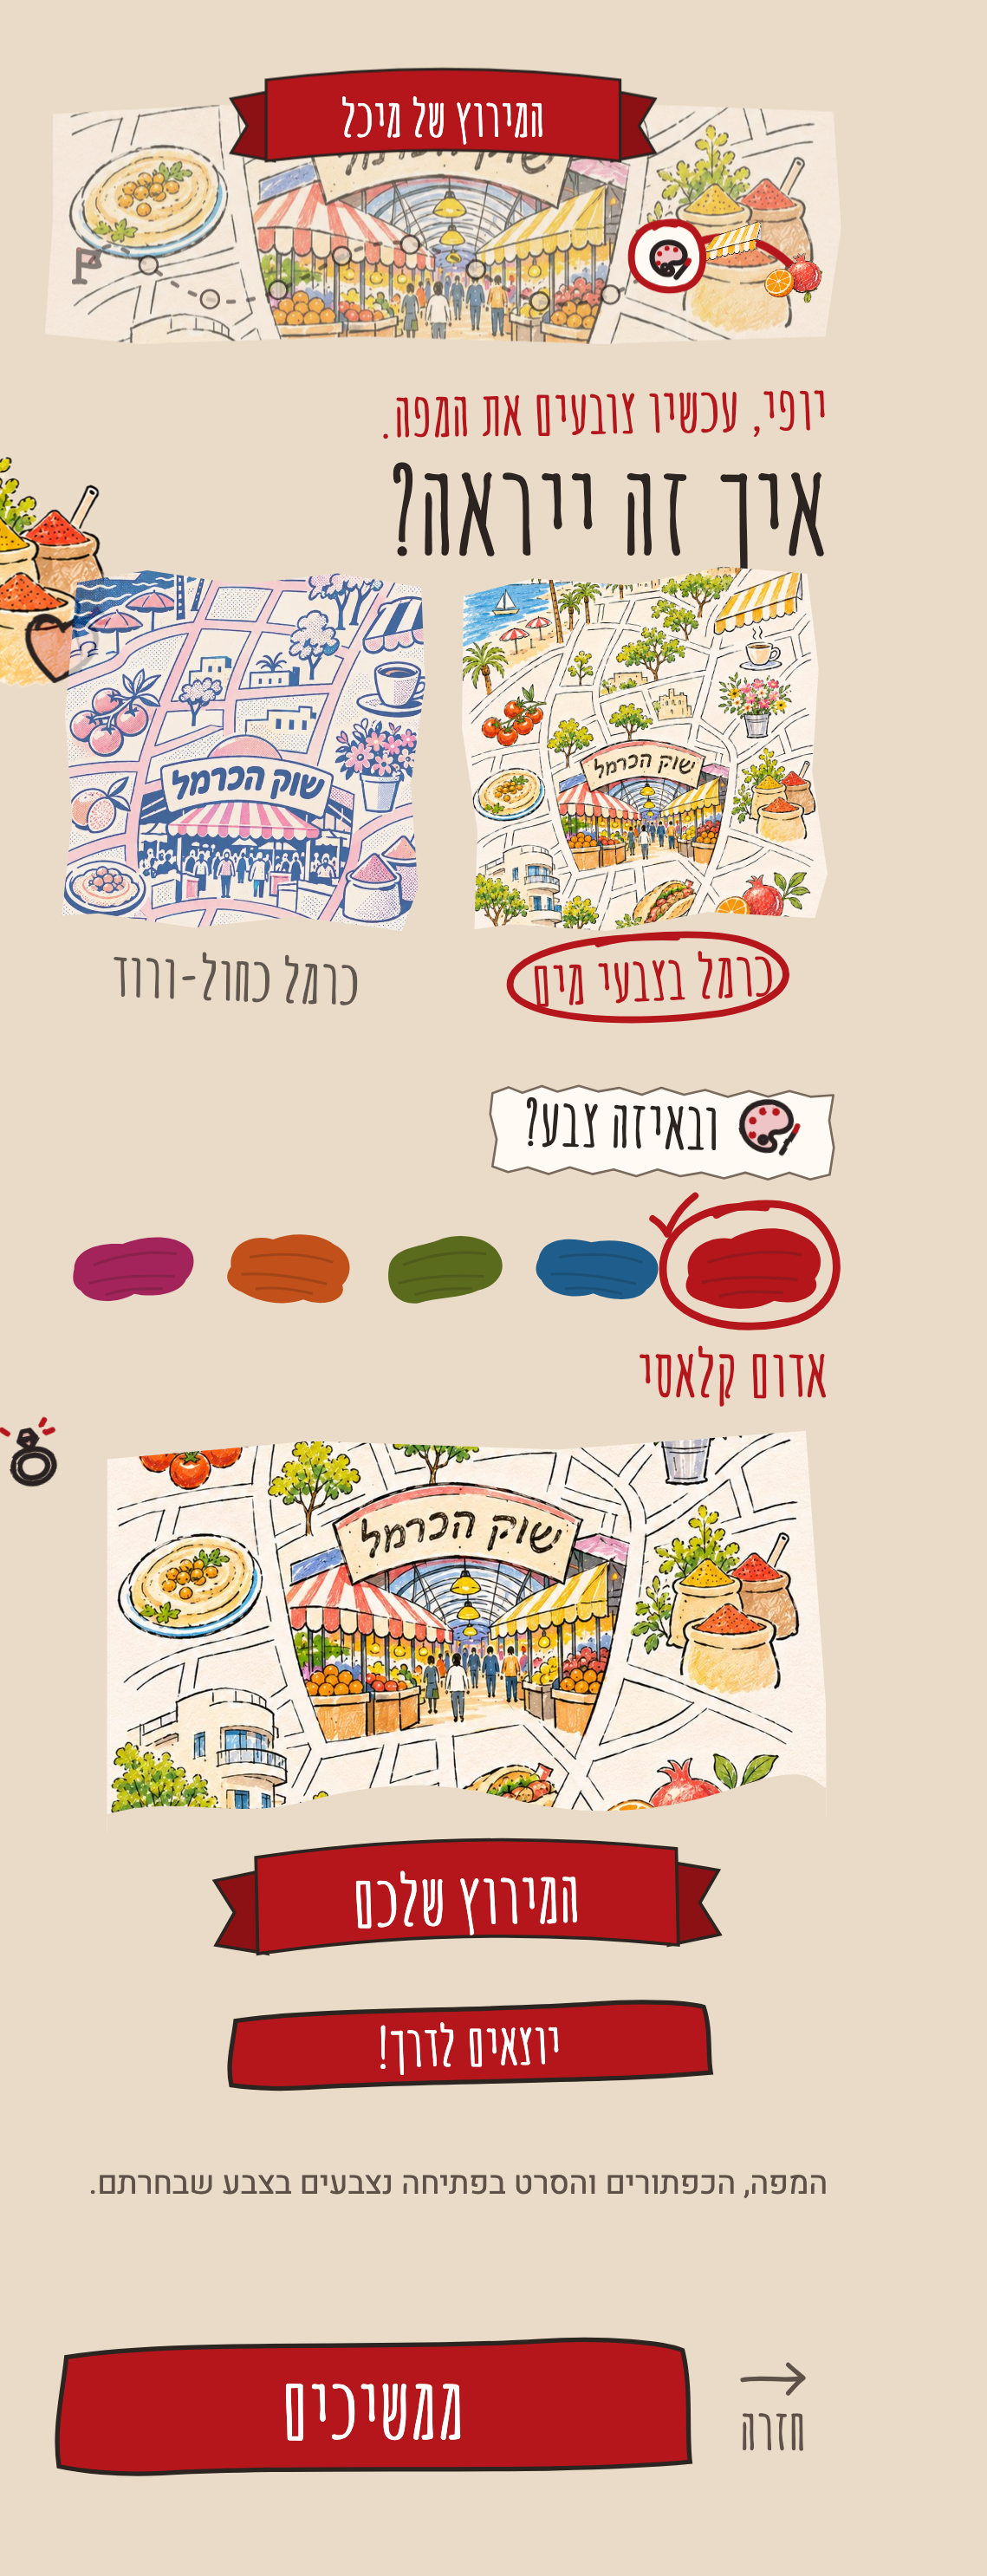 המירוץ של מיכל
יופי, עכשיו צובעים את המפה.
איך זה ייראה?
שוק הכרמל
שוק הכרמל
כרמל בצבעי מים
כרמל כחול-ורוד
ובאיזה צבע?
אדום קלאסי
שוק הכרמל
המירוץ שלכם
יוצאים לדרך!
המפה, הכפתורים והסרט בפתיחה נצבעים בצבע שבחרתם.
חזרה
ממשיכים